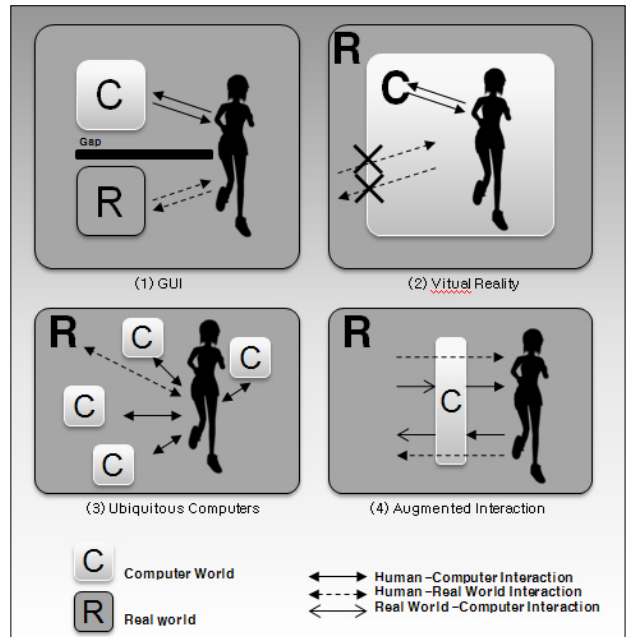 C
Gap
R
(1) GUI
R
C
(2) Vitual Reality
R
C
C
C
C
(3) Ubiquitous Computers
R
C
(4) Augmented Interaction
C
Computer World
R
Real world
Human -Computer Interaction
Human -Real World Interaction
Real World -Computer Interaction